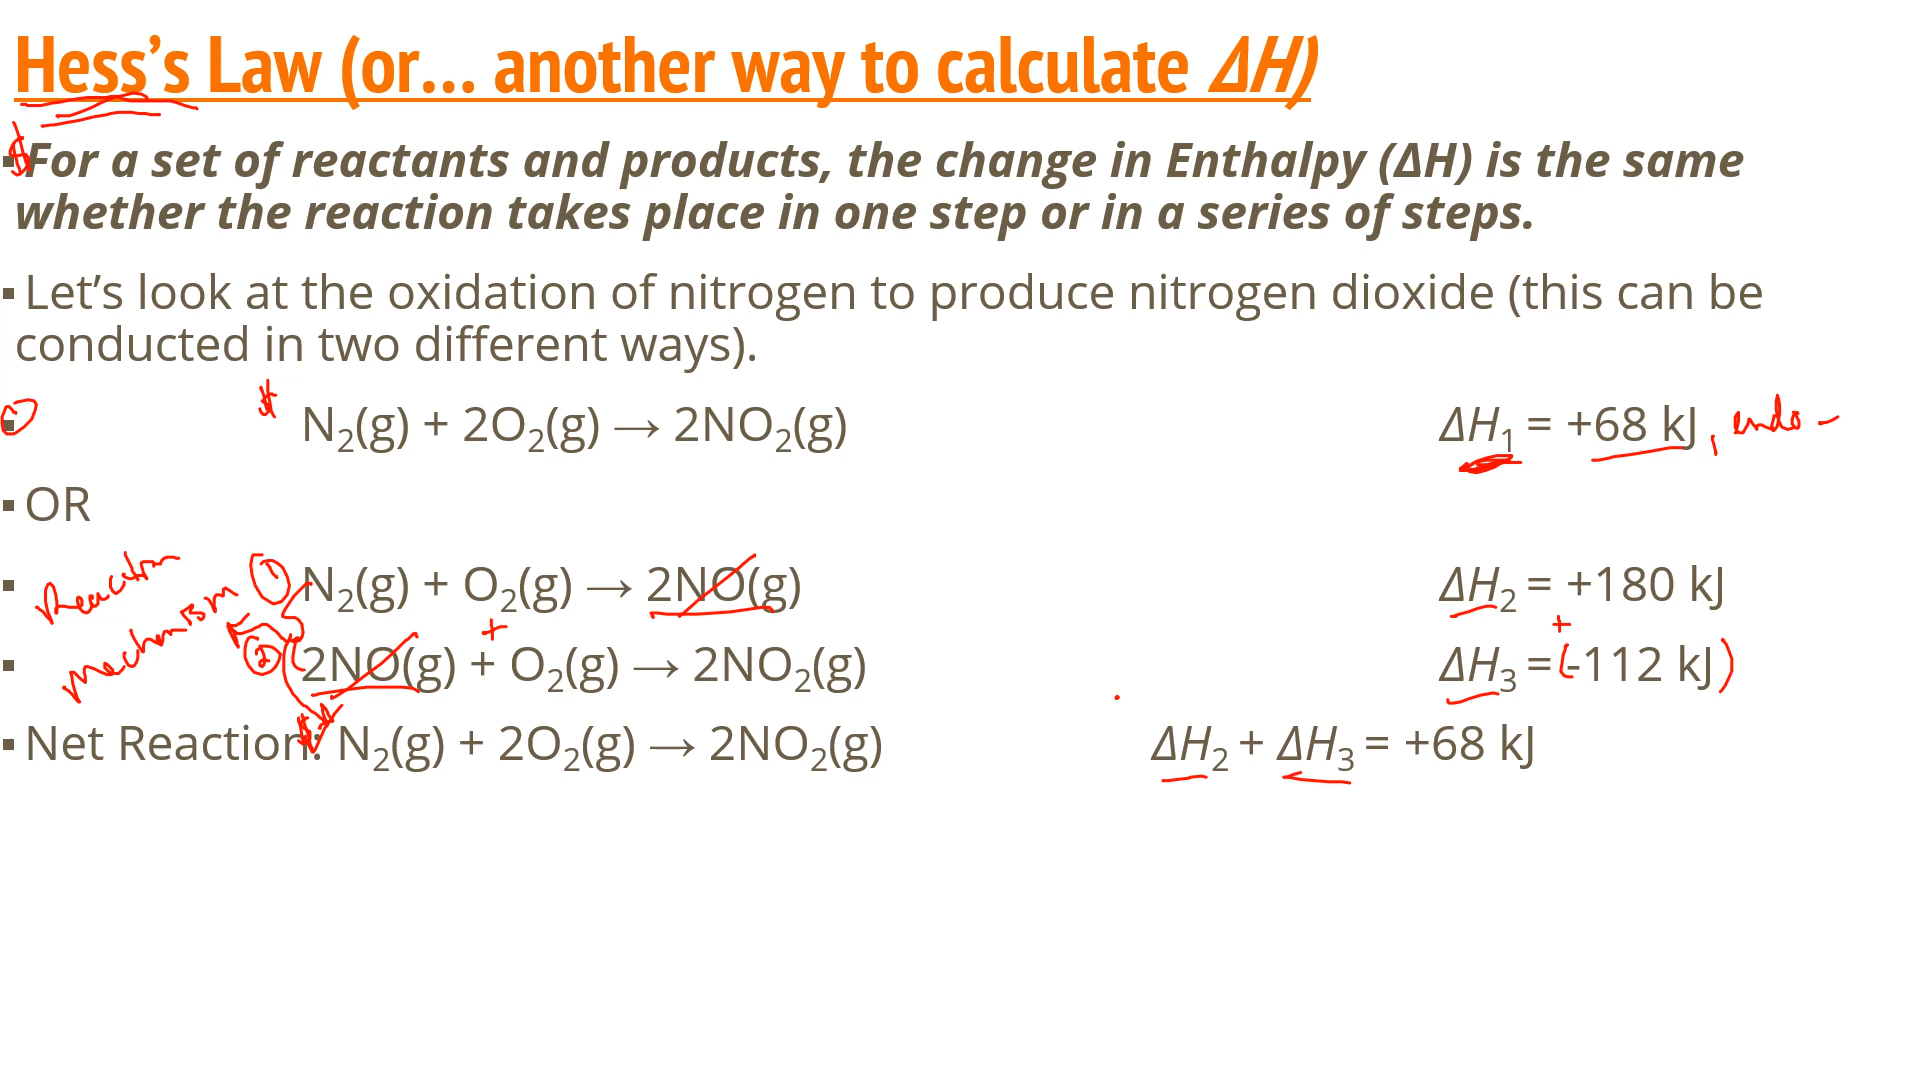 Hess’s Law (or… another way to calculate ΔH)
▪ For a set of reactants and products, the change in Enthalpy (ΔH) is the same
whether the reaction takes place in one step or in a series of steps.
▪ Let’s look at the oxidation of nitrogen to produce nitrogen dioxide (this can be
conducted in two different ways).
▪ N₂(g) + 2O₂(g) → 2NO₂(g) ΔH₁ = +68 kJ, endo –
▪ OR
▪ Reaction ① N₂(g) + O₂(g) → 2NO(g) ΔH₂ = +180 kJ
mechanism + +
▪ ② 2NO(g) + O₂(g) → 2NO₂(g) ΔH₃ = (-112 kJ)
▪ Net Reaction: N₂(g) + 2O₂(g) → 2NO₂(g) ΔH₂ + ΔH₃ = +68 kJ